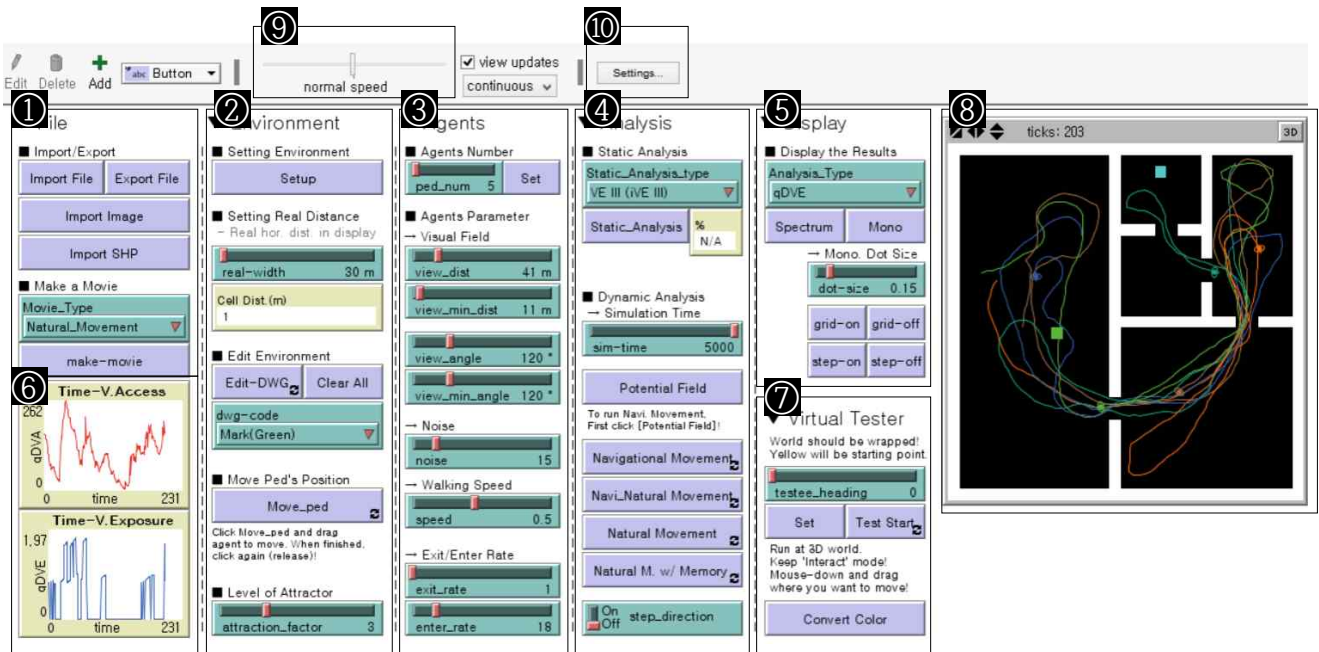 ⑨
⑩
Edit Delete Add abc Button
normal speed
view updates
continuous
Settings...
①
File
■ Import/Export
Import File Export File
Import Image
Import SHP
■ Make a Movie
Movie_Type
Natural_Movement
make-movie
⑥
Time-V.Access
262
qDVA
0
0 time 231
Time-V.Exposure
1.97
qDVE
0
0 time 231
②
Environment
■ Setting Environment
Setup
■ Setting Real Distance
- Real hor. dist. in display
real-width 30 m
Cell Dist.(m)
1
■ Edit Environment
Edit-DWG Clear All
dwg-code
Mark(Green)
■ Move Ped's Position
Move_ped
Click Move_ped and drag
agent to move. When finished,
click again (release)!
■ Level of Attractor
attraction_factor 3
③
Agents
■ Agents Number
ped_num 5 Set
■ Agents Parameter
→ Visual Field
view_dist 41 m
view_min_dist 11 m
view_angle 120 °
view_min_angle 120 °
→ Noise
noise 15
→ Walking Speed
speed 0.5
→ Exit/Enter Rate
exit_rate 1
enter_rate 18
④
Analysis
■ Static Analysis
Static_Analysis_type
VE III (iVE III)
Static_Analysis
%
N/A
■ Dynamic Analysis
→ Simulation Time
sim-time 5000
Potential Field
To run Navi. Movement,
First click [Potential Field]!
Navigational Movement
Navi_Natural Movement
Natural Movement
Natural M. w/ Memory
On
Off
step_direction
⑤
Display
■ Display the Results
Analysis_Type
qDVE
Spectrum Mono
→ Mono. Dot Size
dot-size 0.15
grid-on grid-off
step-on step-off
⑦
Virtual Tester
World should be wrapped!
Yellow will be starting point.
testee_heading 0
Set Test Start
Run at 3D world.
Keep 'Interact' mode!
Mouse-down and drag
where you want to move!
Convert Color
⑧
ticks: 203
3D